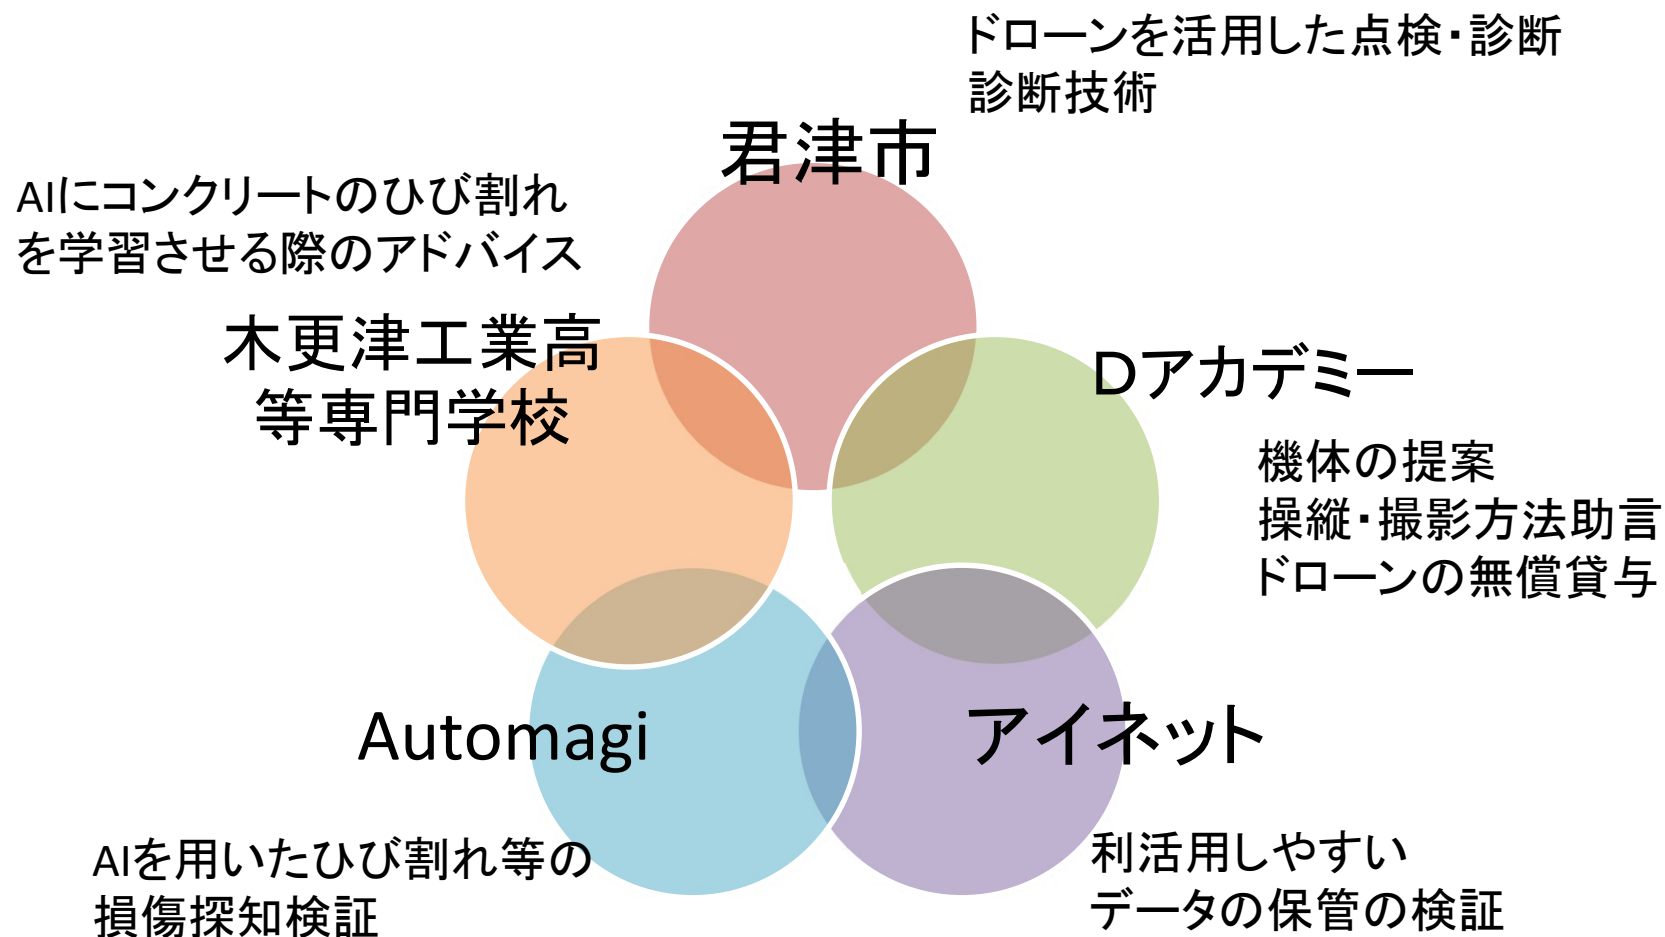 ドローンを活用した点検・診断
診断技術
君津市
AIにコンクリートのひび割れ
を学習させる際のアドバイス
木更津工業高
等専門学校
Dアカデミー
機体の提案
操縦・撮影方法助言
ドローンの無償貸与
Automagi
アイネット
AIを用いたひび割れ等の
損傷探知検証
利活用しやすい
データの保管の検証